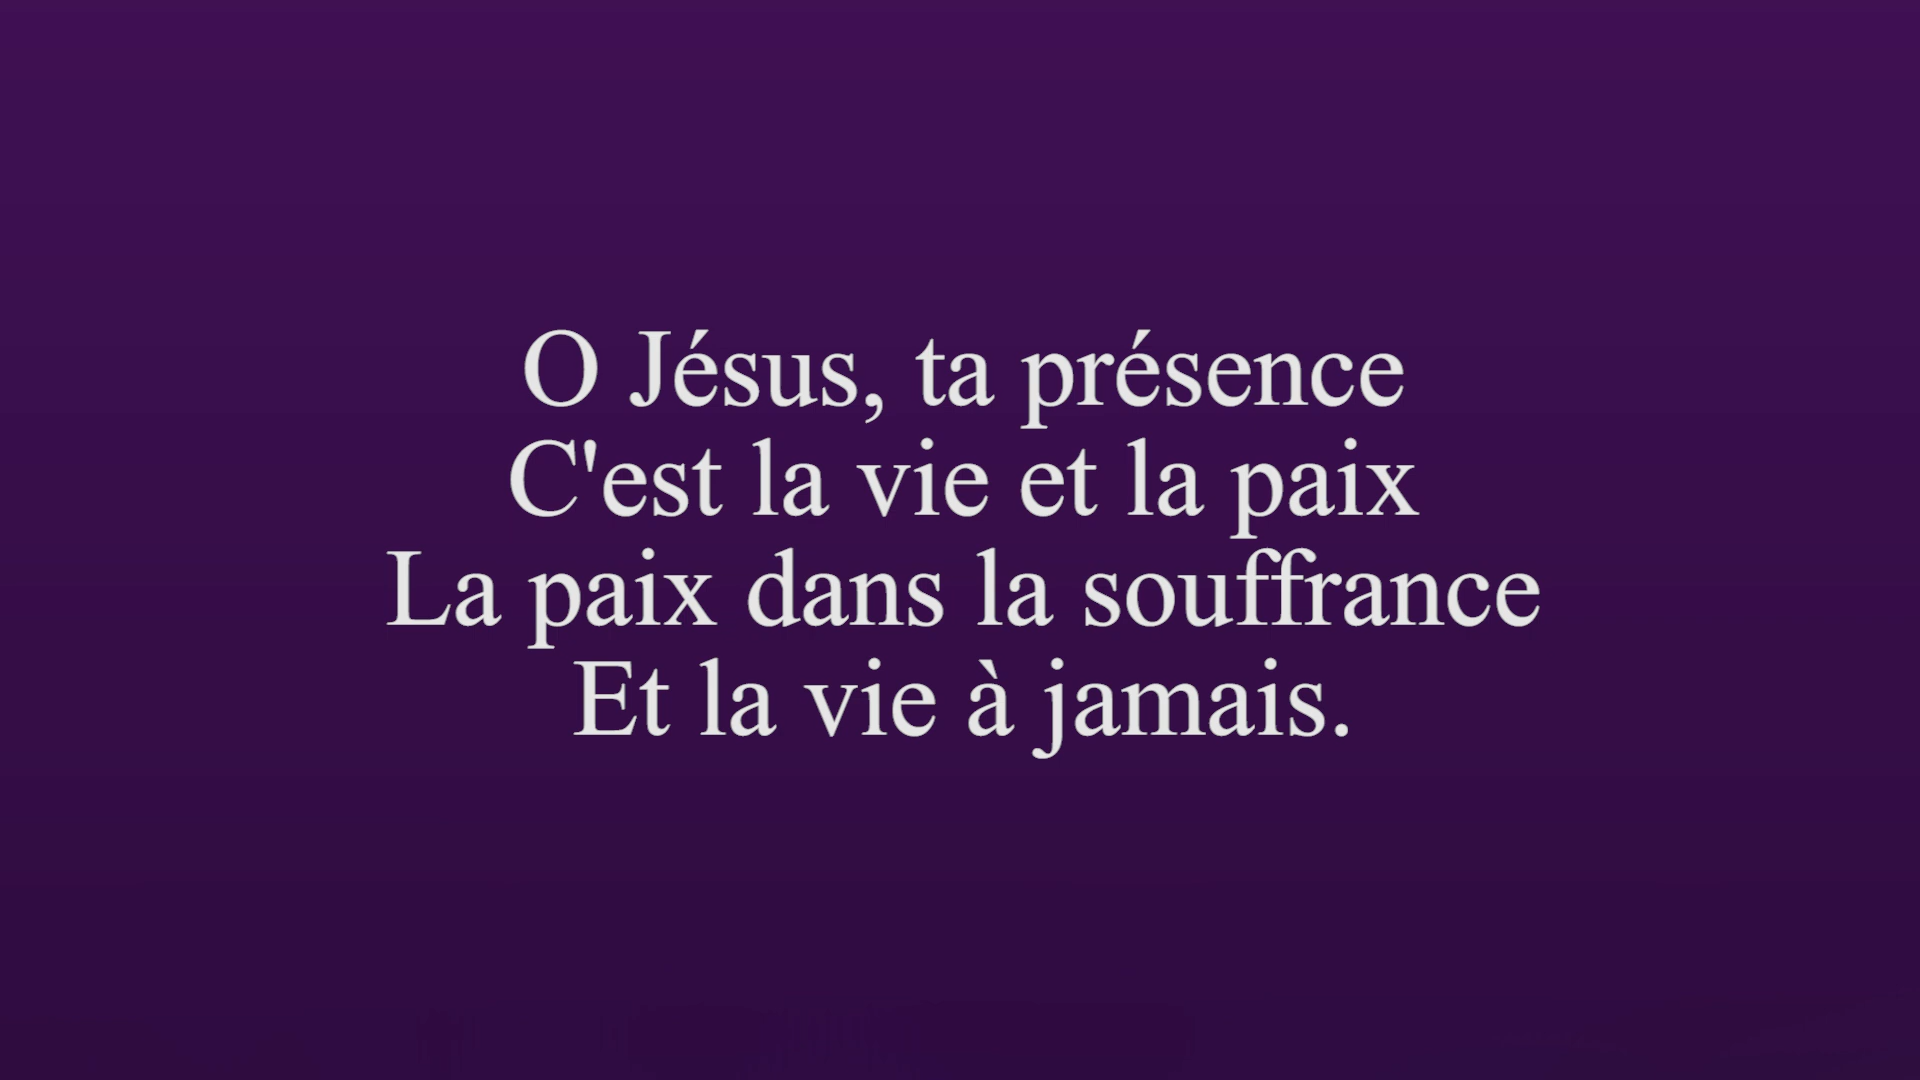 O Jésus, ta présence
C'est la vie et la paix
La paix dans la souffrance
Et la vie à jamais.